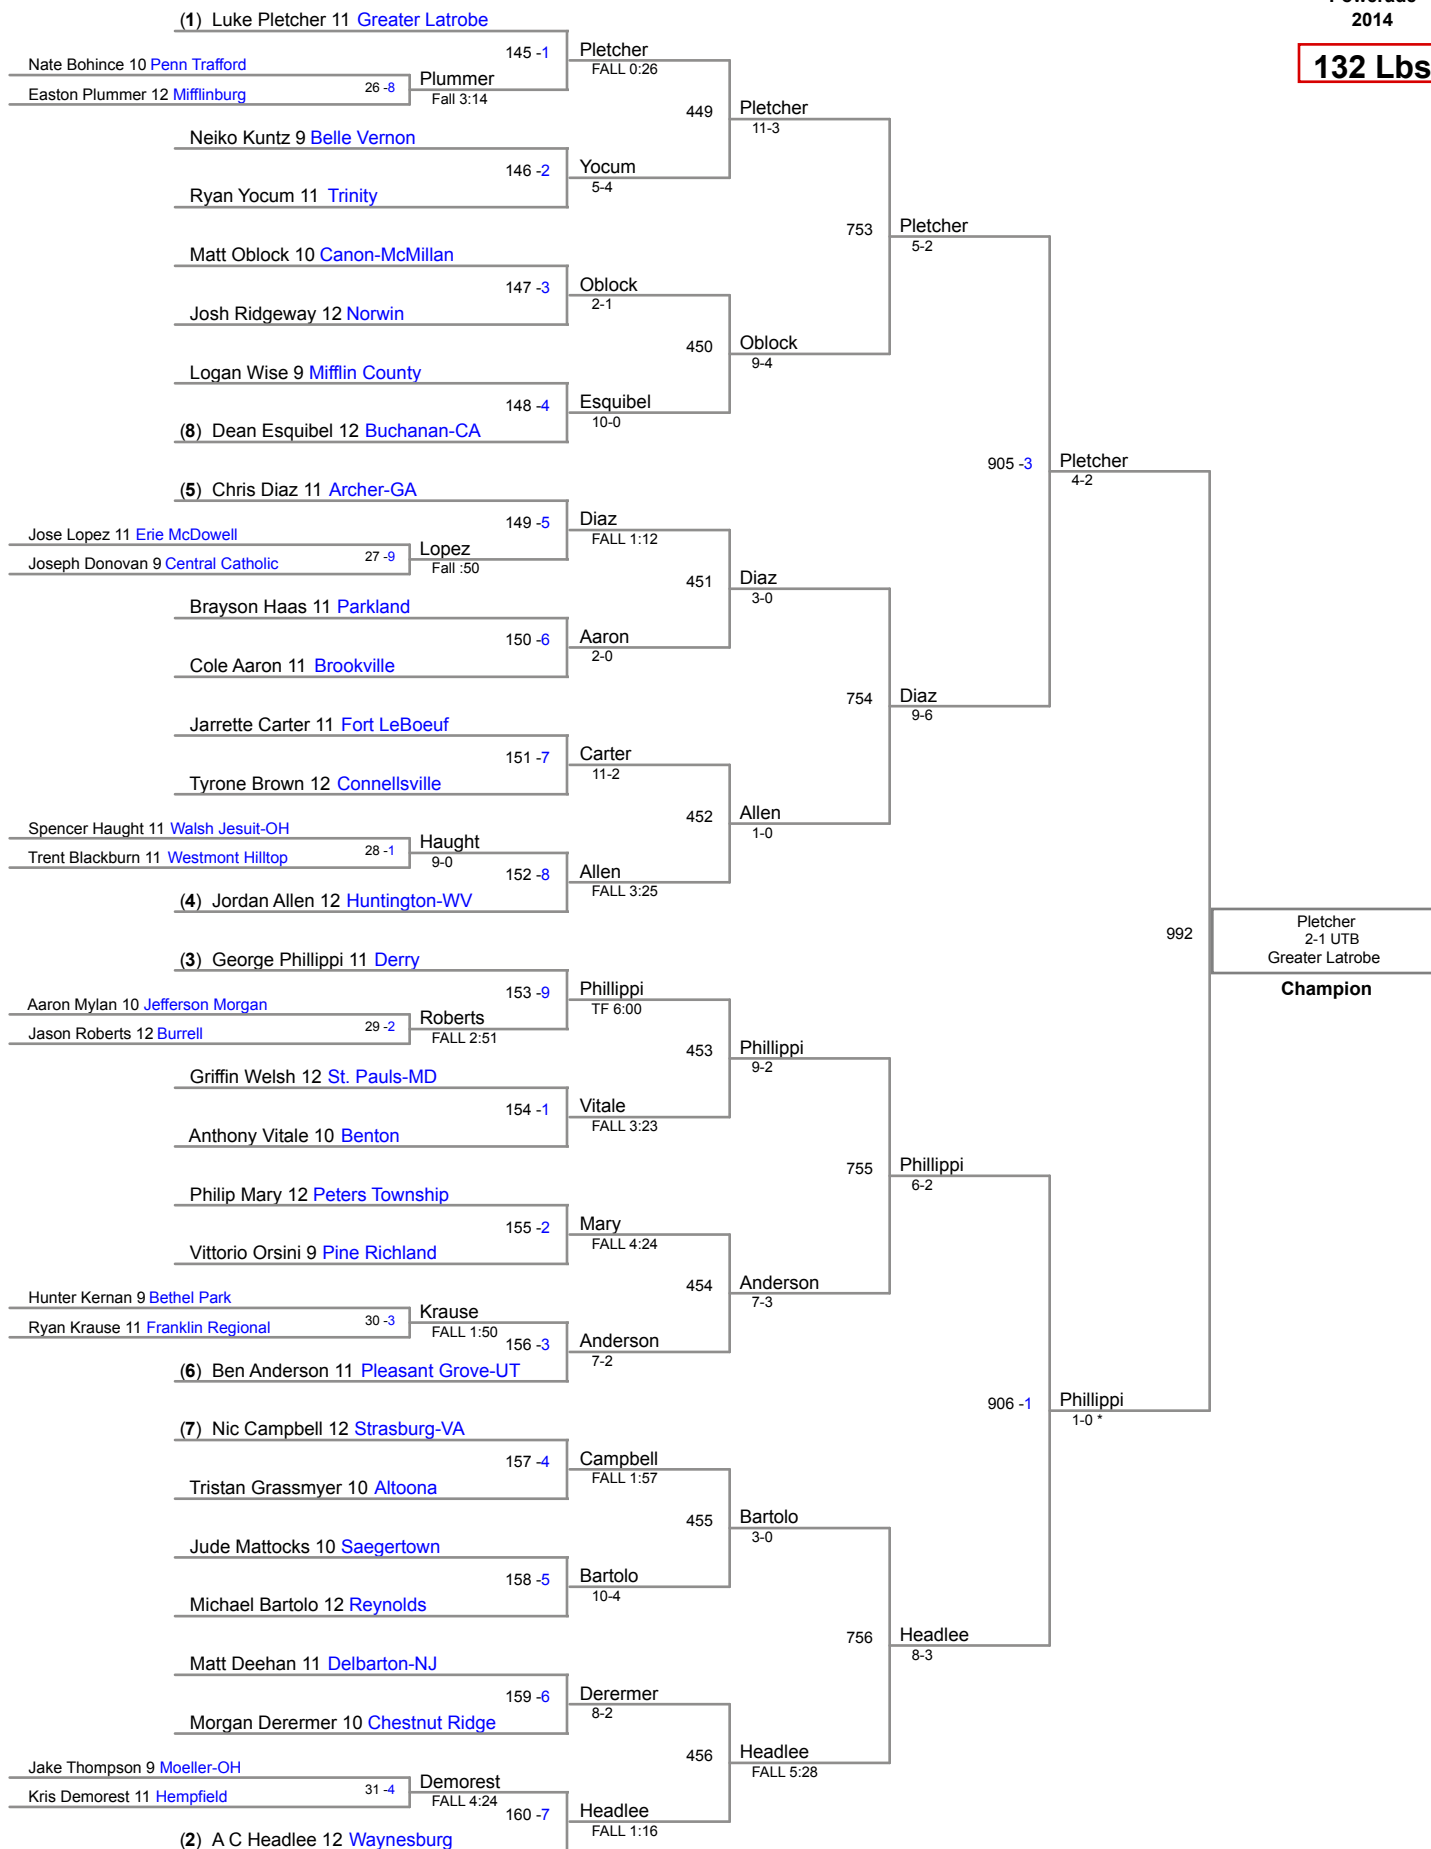 2014
132 Lbs
(1) Luke Pletcher 11 Greater Latrobe
145 -1
Pletcher
FALL 0:26
Nate Bohince 10 Penn Trafford
Easton Plummer 12 Mifflinburg
26 -8
Plummer
Fall 3:14
449
Pletcher
11-3
Neiko Kuntz 9 Belle Vernon
146 -2
Yocum
5-4
Ryan Yocum 11 Trinity
753
Pletcher
5-2
Matt Oblock 10 Canon-McMillan
147 -3
Oblock
2-1
Josh Ridgeway 12 Norwin
450
Oblock
9-4
Logan Wise 9 Mifflin County
148 -4
Esquibel
10-0
(8) Dean Esquibel 12 Buchanan-CA
905 -3
Pletcher
4-2
(5) Chris Diaz 11 Archer-GA
149 -5
Diaz
FALL 1:12
Jose Lopez 11 Erie McDowell
Joseph Donovan 9 Central Catholic
27 -9
Lopez
Fall :50
451
Diaz
3-0
Brayson Haas 11 Parkland
150 -6
Aaron
2-0
Cole Aaron 11 Brookville
754
Diaz
9-6
Jarrette Carter 11 Fort LeBoeuf
151 -7
Carter
11-2
Tyrone Brown 12 Connellsville
452
Allen
1-0
Spencer Haught 11 Walsh Jesuit-OH
Trent Blackburn 11 Westmont Hilltop
28 -1
Haught
9-0
152 -8
Allen
FALL 3:25
(4) Jordan Allen 12 Huntington-WV
992
Pletcher
2-1 UTB
Greater Latrobe
Champion
(3) George Phillippi 11 Derry
153 -9
Phillippi
TF 6:00
Aaron Mylan 10 Jefferson Morgan
Jason Roberts 12 Burrell
29 -2
Roberts
FALL 2:51
453
Phillippi
9-2
Griffin Welsh 12 St. Pauls-MD
154 -1
Vitale
FALL 3:23
Anthony Vitale 10 Benton
755
Phillippi
6-2
Philip Mary 12 Peters Township
155 -2
Mary
FALL 4:24
Vittorio Orsini 9 Pine Richland
454
Anderson
7-3
Hunter Kernan 9 Bethel Park
Ryan Krause 11 Franklin Regional
30 -3
Krause
FALL 1:50
156 -3
Anderson
7-2
(6) Ben Anderson 11 Pleasant Grove-UT
906 -1
Phillippi
1-0 *
(7) Nic Campbell 12 Strasburg-VA
157 -4
Campbell
FALL 1:57
Tristan Grassmyer 10 Altoona
455
Bartolo
3-0
Jude Mattocks 10 Saegertown
158 -5
Bartolo
10-4
Michael Bartolo 12 Reynolds
756
Headlee
8-3
Matt Deehan 11 Delbarton-NJ
159 -6
Derermer
8-2
Morgan Derermer 10 Chestnut Ridge
456
Headlee
FALL 5:28
Jake Thompson 9 Moeller-OH
Kris Demorest 11 Hempfield
31 -4
Demorest
FALL 4:24
160 -7
Headlee
FALL 1:16
(2) A C Headlee 12 Waynesburg